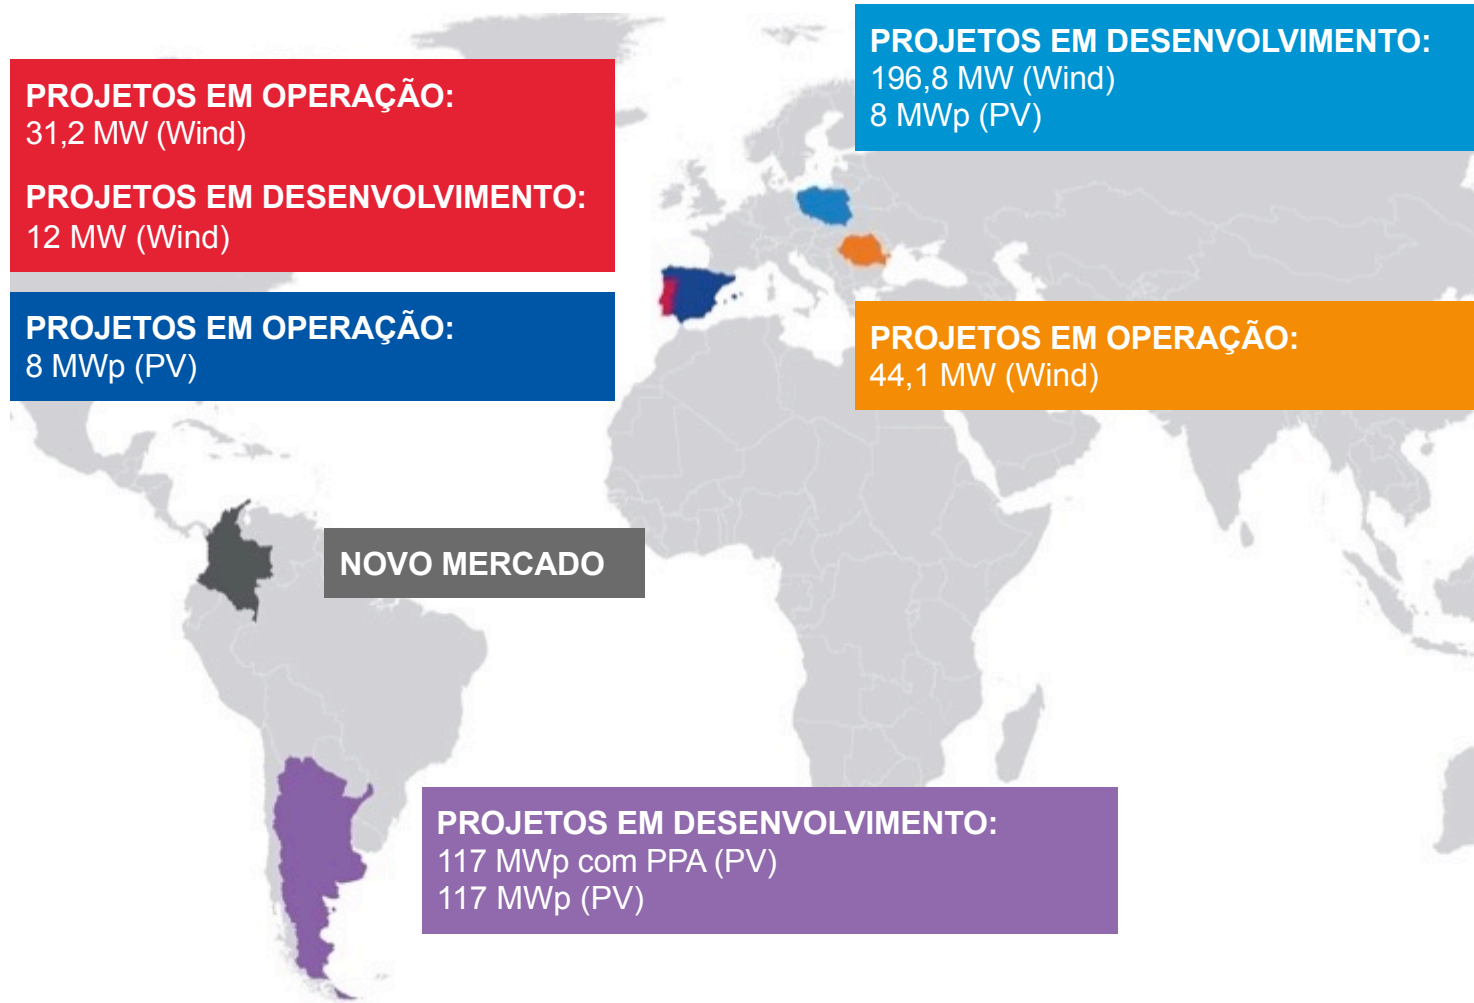 PROJETOS EM OPERAÇÃO:
31,2 MW (Wind)
PROJETOS EM DESENVOLVIMENTO:
12 MW (Wind)
PROJETOS EM OPERAÇÃO:
8 MWp (PV)
PROJETOS EM DESENVOLVIMENTO:
196,8 MW (Wind)
8 MWp (PV)
PROJETOS EM OPERAÇÃO:
44,1 MW (Wind)
NOVO MERCADO
PROJETOS EM DESENVOLVIMENTO:
117 MWp com PPA (PV)
117 MWp (PV)